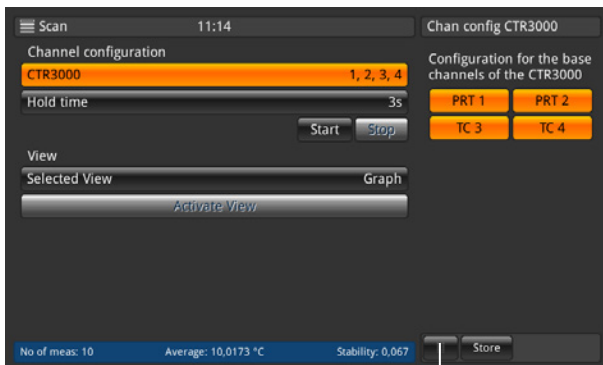 Scan 11:14
Channel configuration
CTR3000 1, 2, 3, 4
Hold time 3s
Start Stop
View
Selected View Graph
Activate View
No of meas: 10 Average: 10,0173 °C Stability: 0,067
Chan config CTR3000
Configuration for the base
channels of the CTR3000
PRT 1 PRT 2
TC 3 TC 4
Store